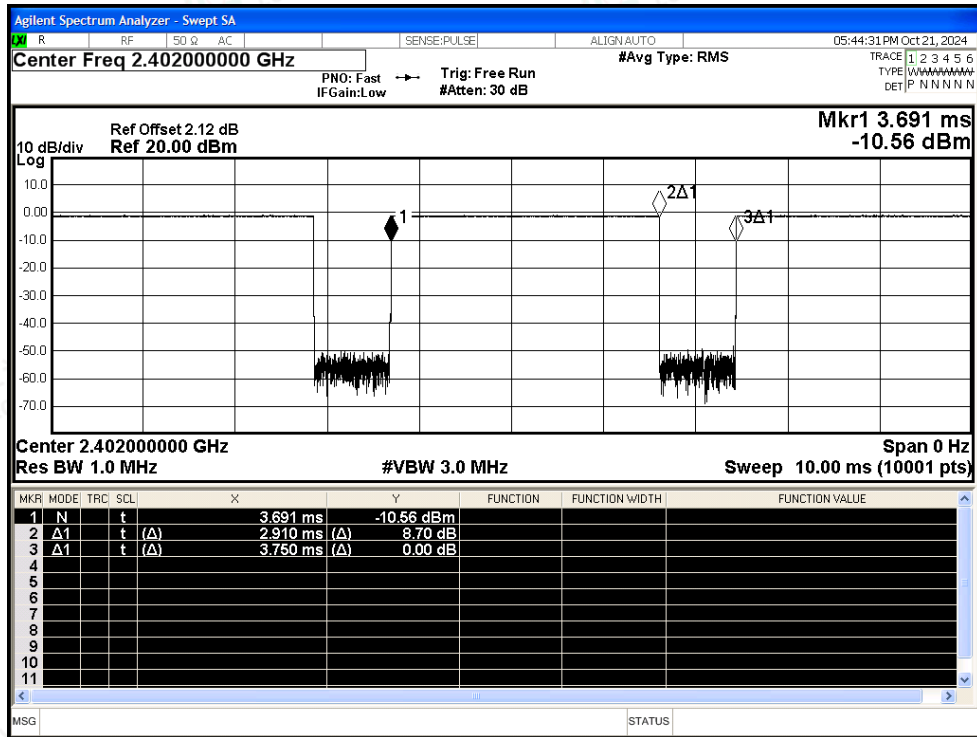 Agilent Spectrum Analyzer - Swept SA
LXI R RF 50 Ω AC SENSE:PULSE ALIGN AUTO 05:44:31 PM Oct 21, 2024
Center Freq 2.402000000 GHz #Avg Type: RMS TRACE 1 2 3 4 5 6
PNO: Fast Trig: Free Run TYPE WWWWWW
IFGain:Low #Atten: 30 dB DET P N N N N N
Mkr1 3.691 ms
Ref Offset 2.12 dB
10 dB/div Ref 20.00 dBm -10.56 dBm
Log
10.0
2Δ1
0.00
1 3Δ1
-10.0
-20.0
-30.0
-40.0
-50.0
-60.0
-70.0
Center 2.402000000 GHz Span 0 Hz
Res BW 1.0 MHz #VBW 3.0 MHz Sweep 10.00 ms (10001 pts)
MKR MODE TRC SCL X Y FUNCTION FUNCTION WIDTH FUNCTION VALUE
1 N t 3.691 ms -10.56 dBm
2 Δ1 t (Δ) 2.910 ms (Δ) 8.70 dB
3 Δ1 t (Δ) 3.750 ms (Δ) 0.00 dB
4
5
6
7
8
9
10
11
MSG STATUS